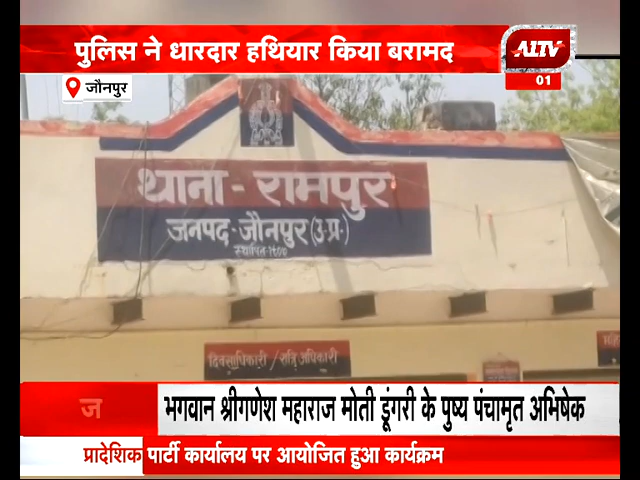 पुलिस ने धारदार हथियार किया बरामद
AITV
01
जौनपुर
थाना - रामपुर
जनपद-जौनपुर (उ.प्र.)
दिवसाधिकारी / रात्रि अधिकारी
ज
भगवान श्रीगणेश महाराज मोती डूंगरी के पुष्य पंचामृत अभिषेक
प्रादेशिक पार्टी कार्यालय पर आयोजित हुआ कार्यक्रम